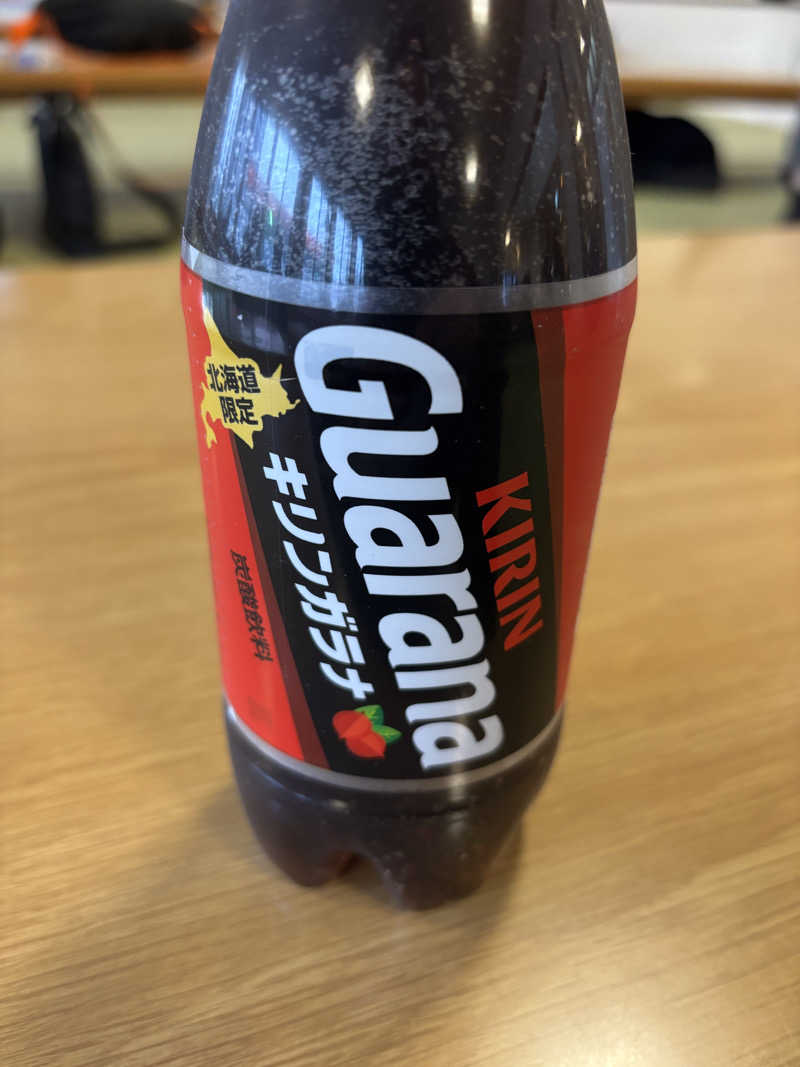 北海道
限定
KIRIN
Guarana
キリンガラナ
炭酸飲料